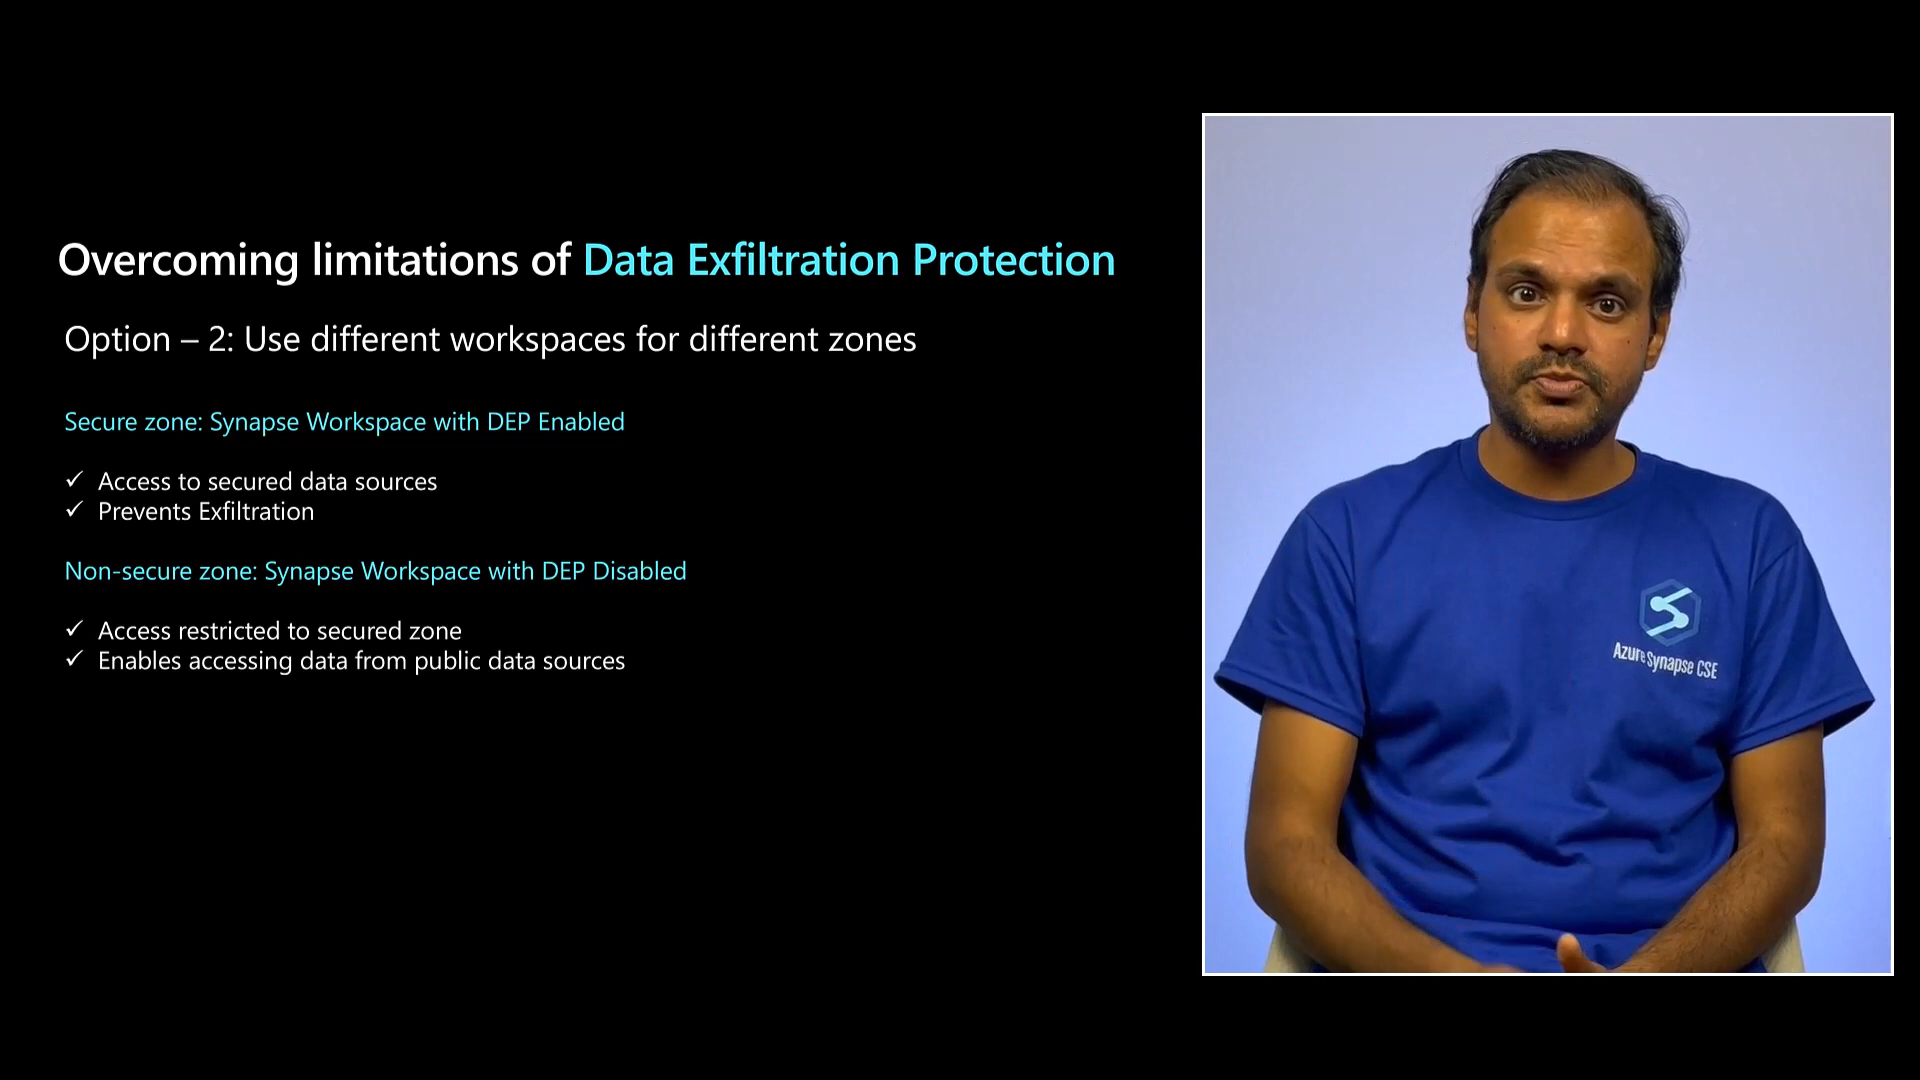 Overcoming limitations of Data Exfiltration Protection
Option – 2: Use different workspaces for different zones
Secure zone: Synapse Workspace with DEP Enabled
✓ Access to secured data sources
✓ Prevents Exfiltration
Non-secure zone: Synapse Workspace with DEP Disabled
✓ Access restricted to secured zone
✓ Enables accessing data from public data sources
Azure Synapse CSE